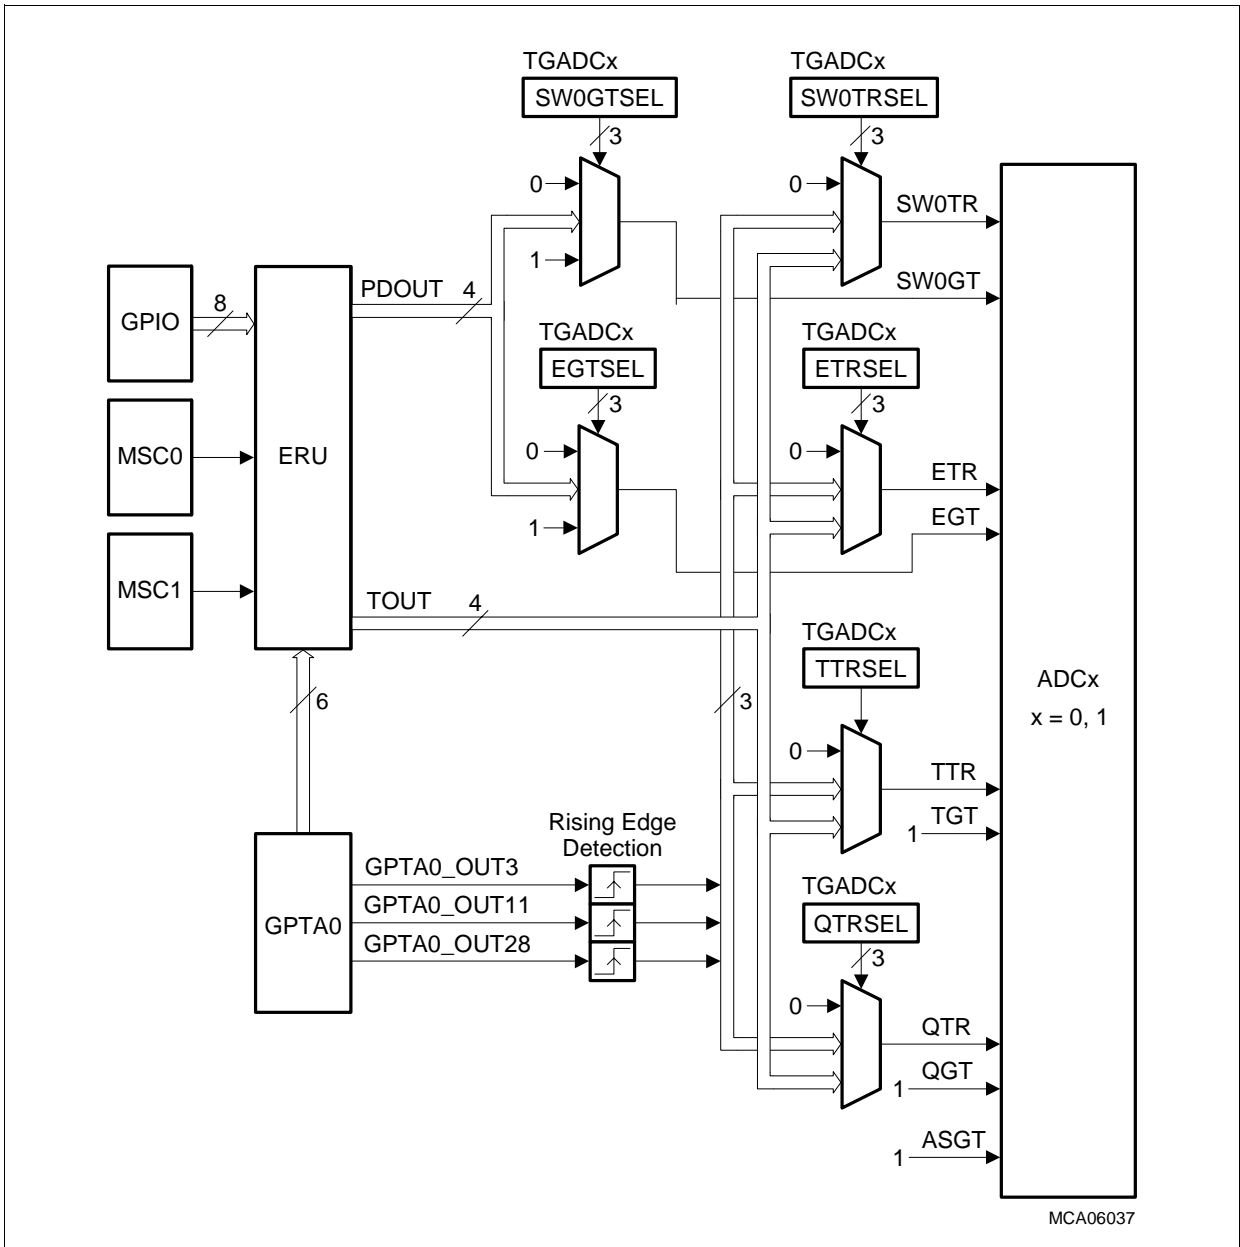 TGADCx
SW0GTSEL
3
0
1
TGADCx
SW0TRSEL
3
0
SW0TR
SW0GT
GPIO
8
MSC0
MSC1
ERU
PDOUT
4
TGADCx
EGTSEL
3
0
1
TGADCx
ETRSEL
3
0
ETR
EGT
TOUT
4
6
3
TGADCx
TTRSEL
0
TTR
TGT
1
ADCx
x = 0, 1
GPTA0
GPTA0_OUT3
GPTA0_OUT11
GPTA0_OUT28
Rising Edge
Detection
TGADCx
QTRSEL
3
0
QTR
QGT
1
ASGT
1
MCA06037